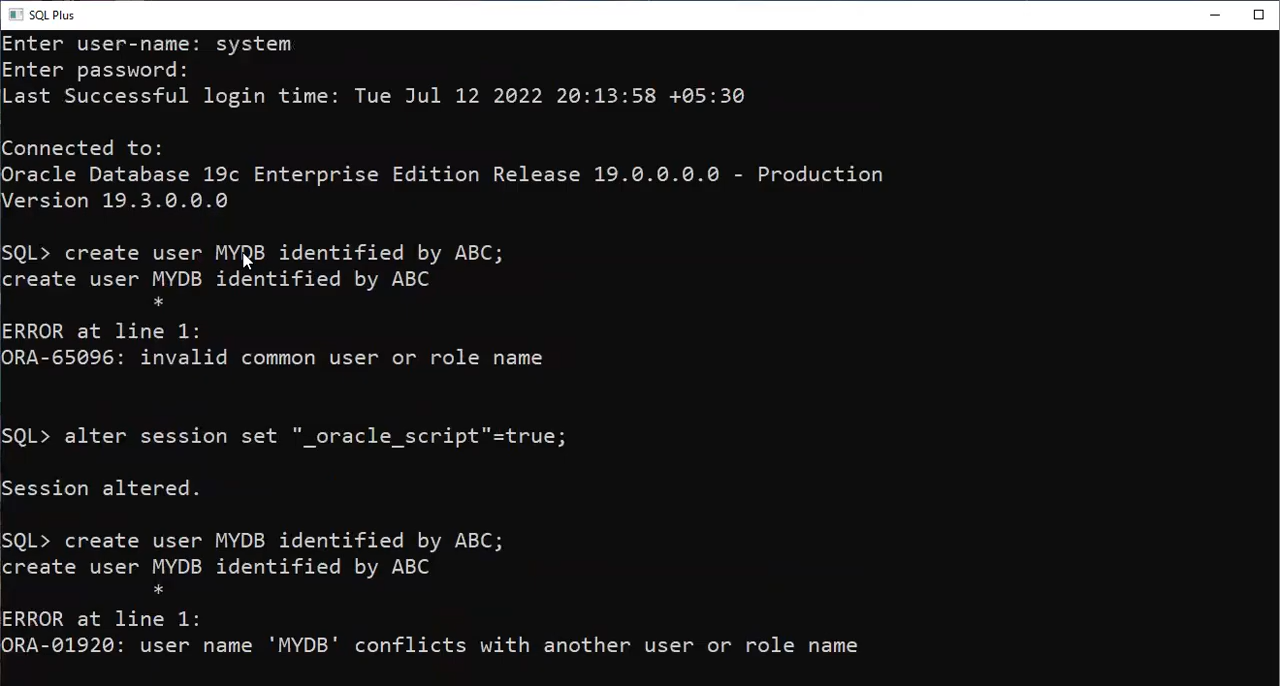 SQL Plus
Enter user-name: system
Enter password:
Last Successful login time: Tue Jul 12 2022 20:13:58 +05:30
Connected to:
Oracle Database 19c Enterprise Edition Release 19.0.0.0.0 - Production
Version 19.3.0.0.0
SQL> create user MYDB identified by ABC;
create user MYDB identified by ABC
*
ERROR at line 1:
ORA-65096: invalid common user or role name
SQL> alter session set "_oracle_script"=true;
Session altered.
SQL> create user MYDB identified by ABC;
create user MYDB identified by ABC
*
ERROR at line 1:
ORA-01920: user name 'MYDB' conflicts with another user or role name